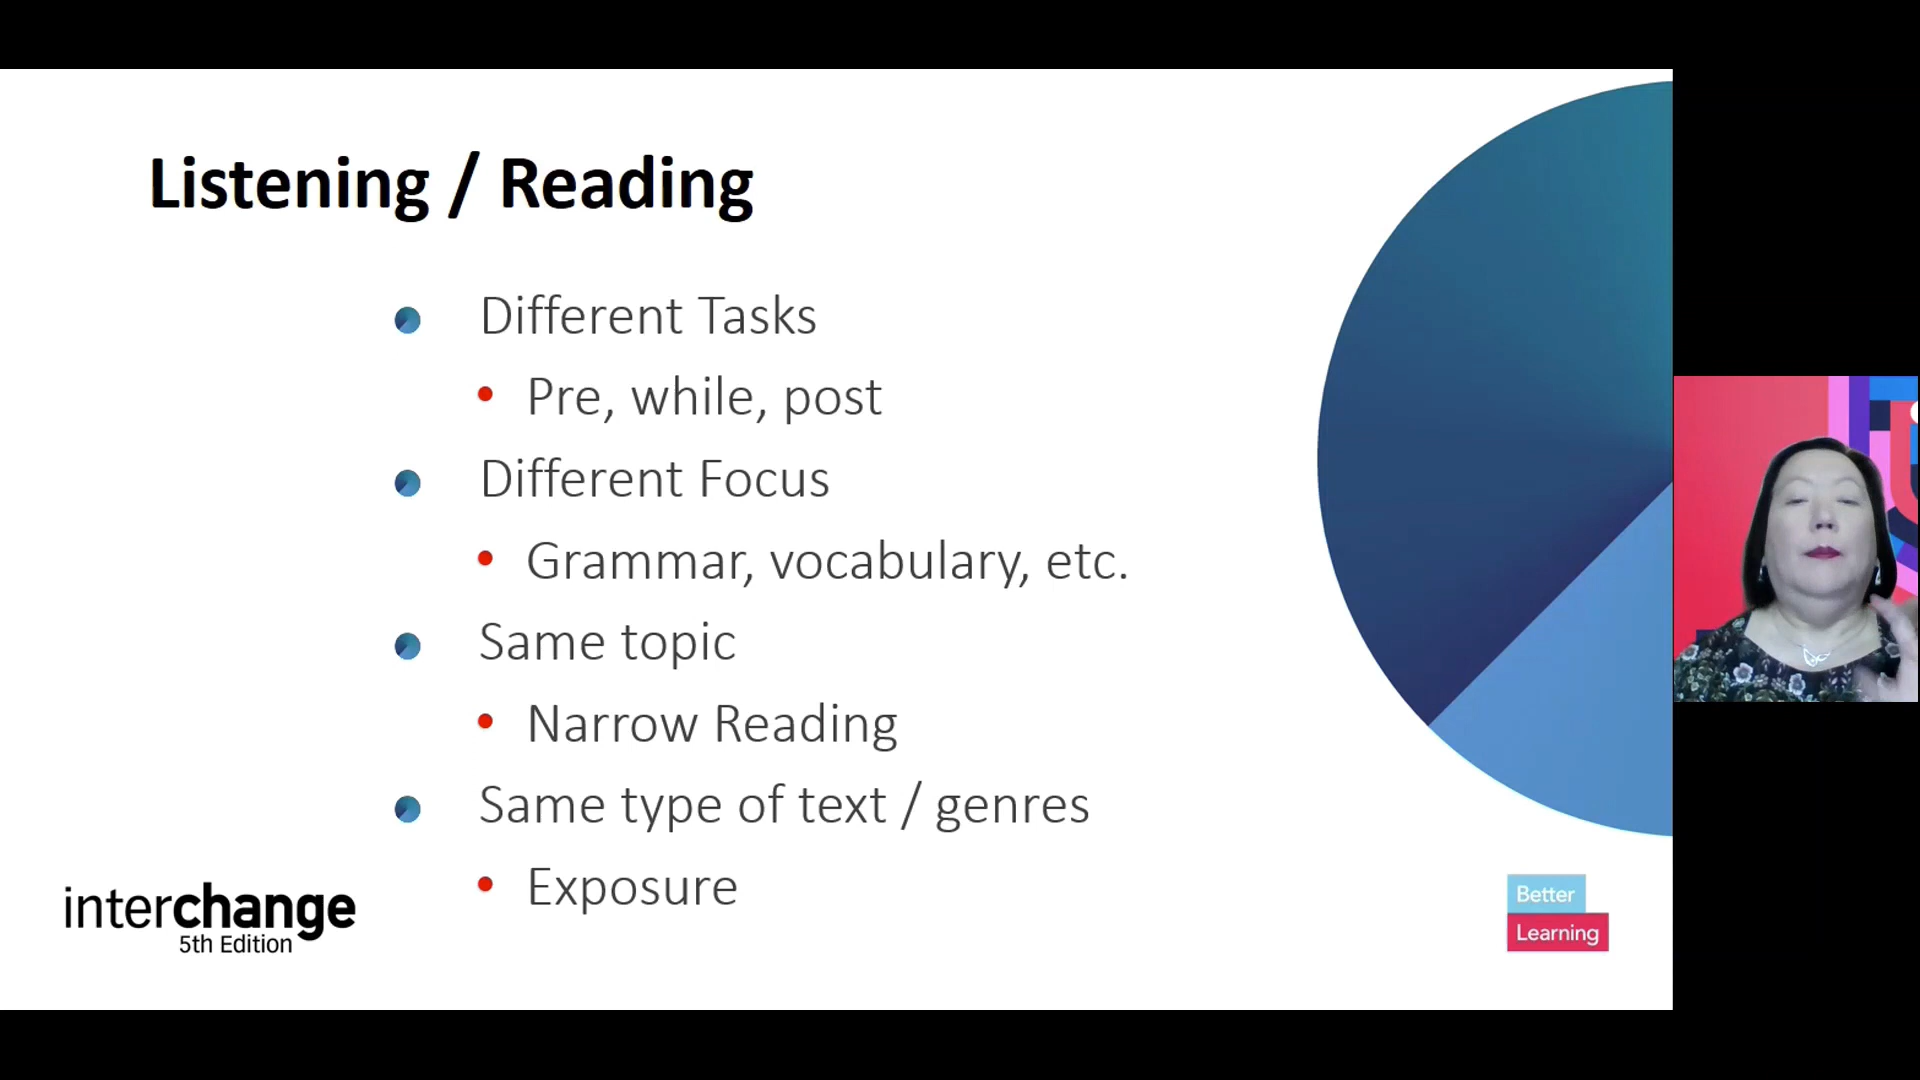 Listening / Reading
Different Tasks
Pre, while, post
Different Focus
Grammar, vocabulary, etc.
Same topic
Narrow Reading
Same type of text / genres
Exposure
interchange
5th Edition
Better
Learning